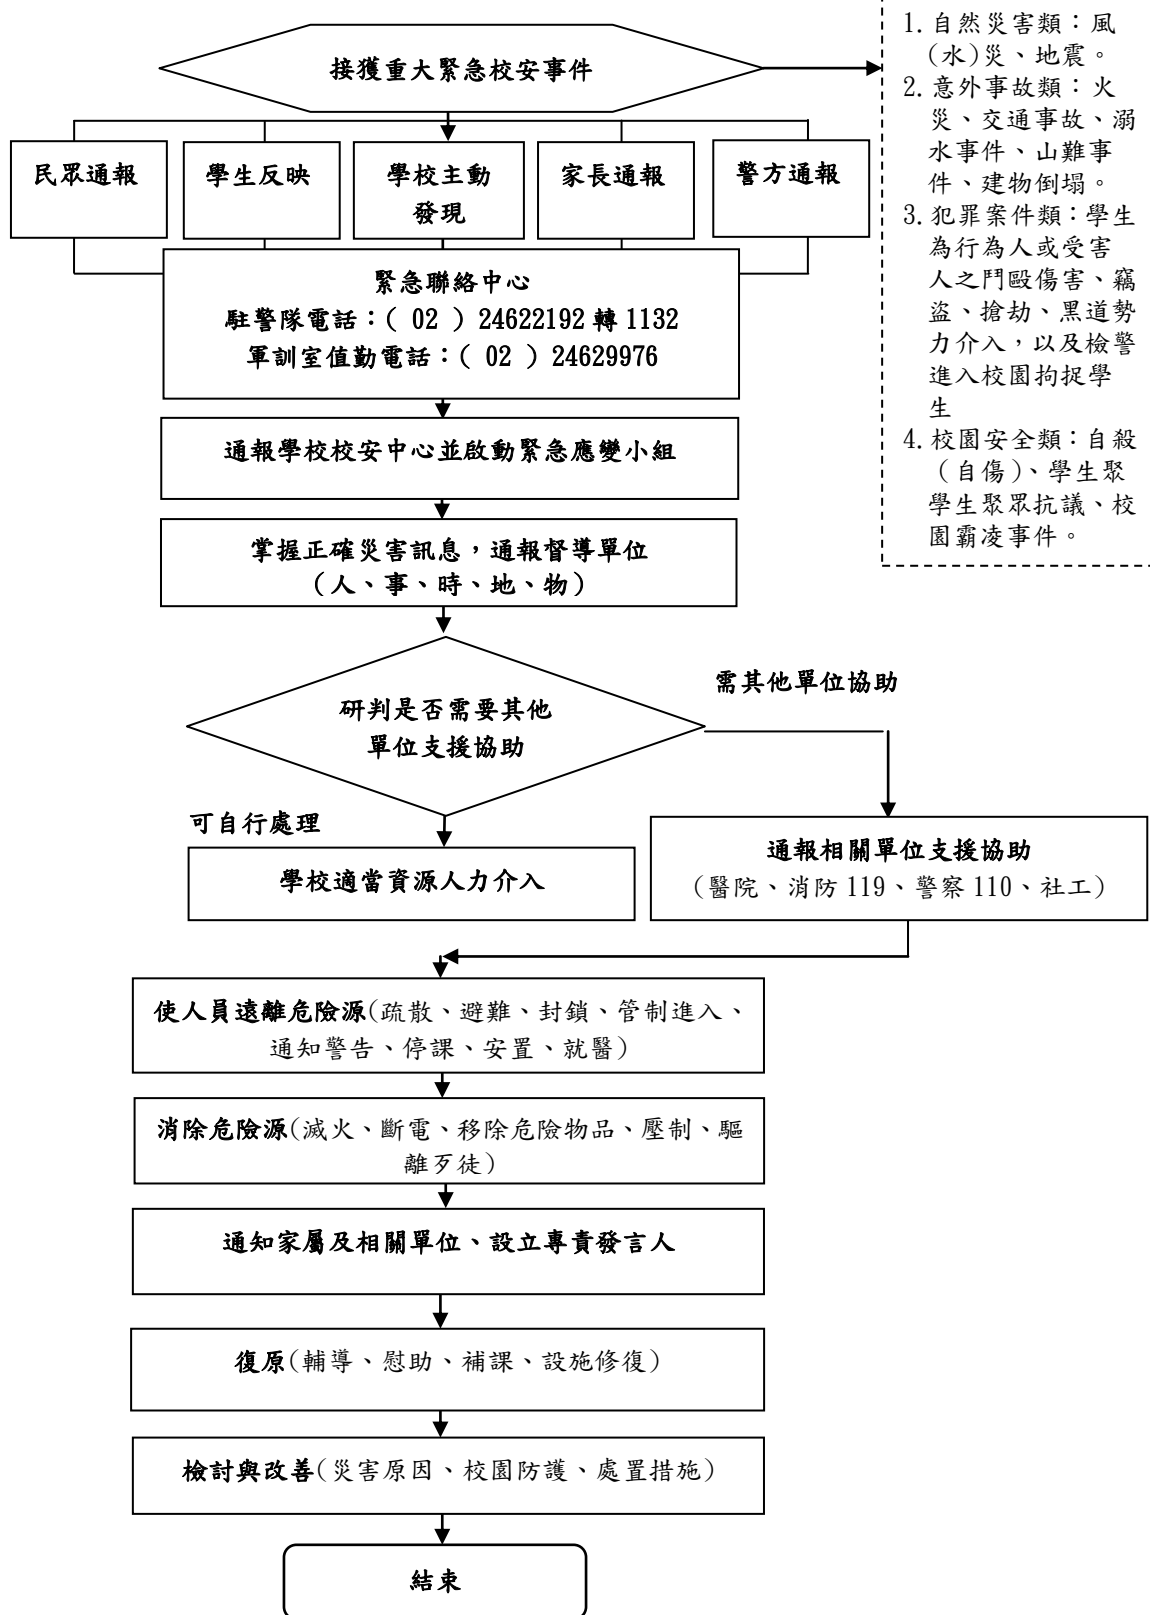 接獲重大緊急校安事件
1.自然災害類：風
(水)災、地震。
2.意外事故類：火
災、交通事故、溺
水事件、山難事
件、建物倒塌。
3.犯罪案件類：學生
為行為人或受害
人之鬥毆傷害、竊
盜、搶劫、黑道勢
力介入，以及檢警
進入校園拘捉學
生
4.校園安全類：自殺
（自傷）、學生聚
學生聚眾抗議、校
園霸凌事件。
民眾通報
學生反映
學校主動
發現
家長通報
警方通報
緊急聯絡中心
駐警隊電話：( 02 ) 24622192 轉 1132
軍訓室值勤電話：( 02 ) 24629976
通報學校校安中心並啟動緊急應變小組
掌握正確災害訊息，通報督導單位
（人、事、時、地、物）
研判是否需要其他
單位支援協助
需其他單位協助
可自行處理
學校適當資源人力介入
通報相關單位支援協助
（醫院、消防 119、警察 110、社工）
使人員遠離危險源(疏散、避難、封鎖、管制進入、
通知警告、停課、安置、就醫)
消除危險源(滅火、斷電、移除危險物品、壓制、驅
離歹徒)
通知家屬及相關單位、設立專責發言人
復原(輔導、慰助、補課、設施修復)
檢討與改善(災害原因、校園防護、處置措施)
結束